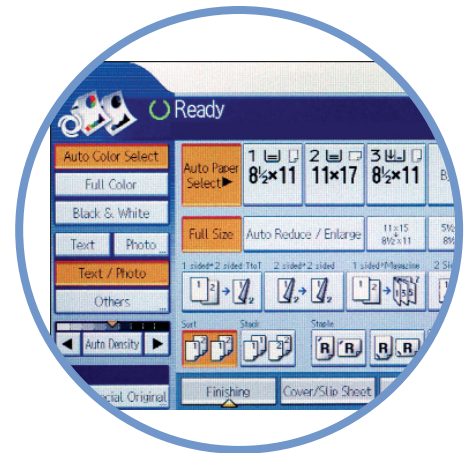 Ready
Auto Color Select
Full Color
Black & White
Text Photo
Text / Photo
Others
Auto Density
Special Original
Auto Paper
Select▶
1 8½×11
2 11×17
3 8½×11
Full Size Auto Reduce / Enlarge 11×15
8½×11
1 sided→2 sided TtoT 2 sided→2 sided 1 sided→Magazine
Sort Stack Staple
Finishing Cover/Slip Sheet